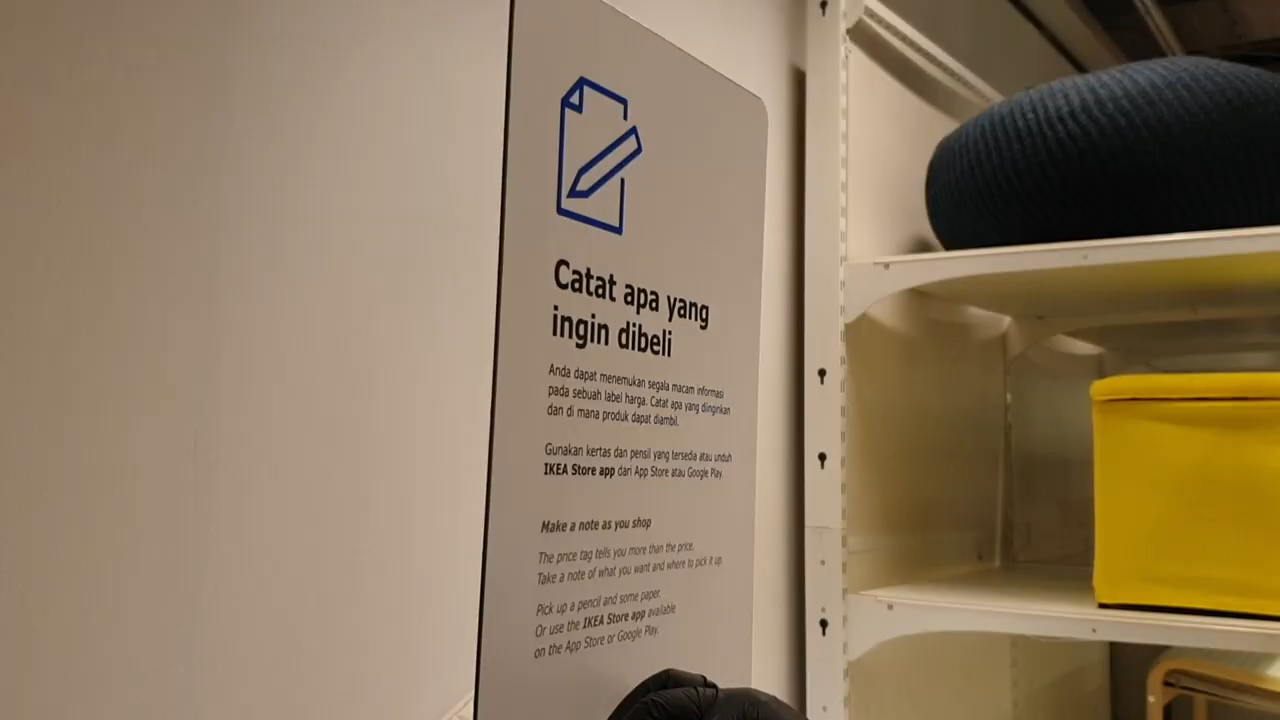 Catat apa yang
ingin dibeli
Anda dapat menemukan segala macam informasi
pada sebuah label harga. Catat apa yang diinginkan
dan di mana produk dapat diambil.
Gunakan kertas dan pensil yang tersedia atau unduh
IKEA Store app dari App Store atau Google Play.
Make a note as you shop
The price tag tells you more than the price.
Take a note of what you want and where to pick it up.
Pick up a pencil and some paper.
Or use the IKEA Store app available
on the App Store or Google Play.